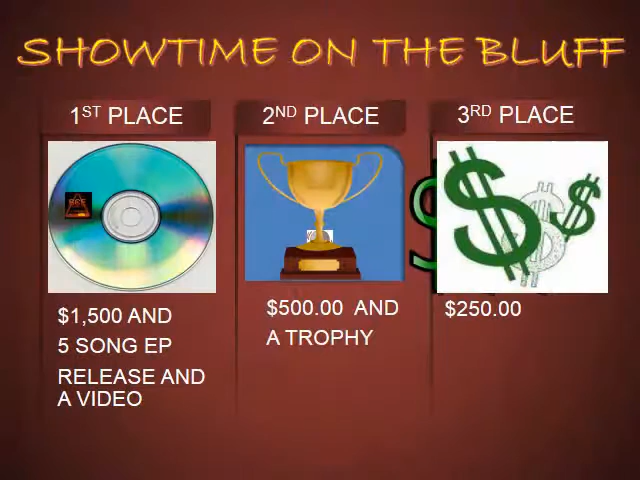 SHOWTIME ON THE BLUFF
1ST PLACE
2ND PLACE
3RD PLACE
$1,500 AND
5 SONG EP
RELEASE AND
A VIDEO
$500.00 AND
A TROPHY
$250.00